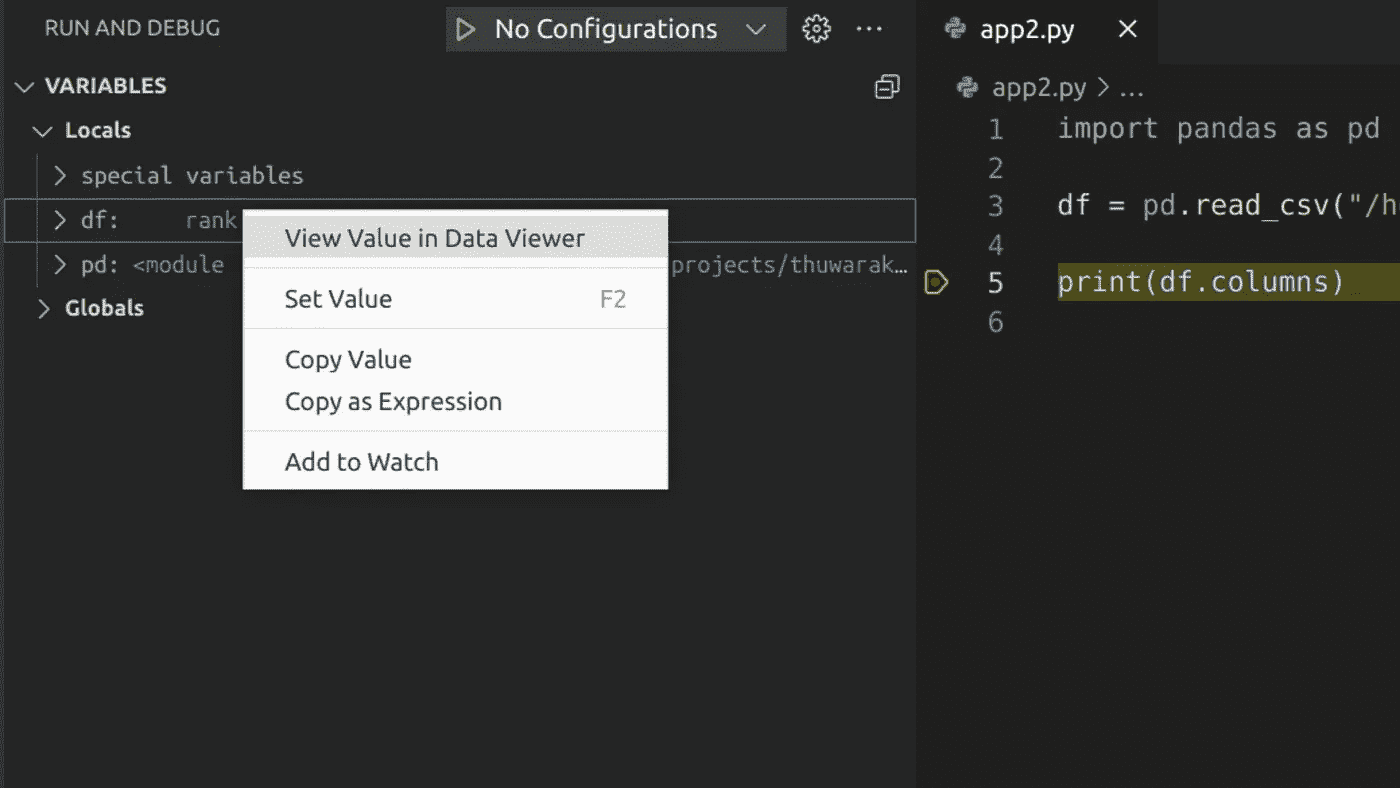 RUN AND DEBUG
No Configurations
VARIABLES
Locals
special variables
df: rank
pd: <module
projects/thuwarak…
Globals
View Value in Data Viewer
Set Value F2
Copy Value
Copy as Expression
Add to Watch
app2.py
app2.py > ...
1 import pandas as pd
2
3 df = pd.read_csv("/h
4
5 print(df.columns)
6